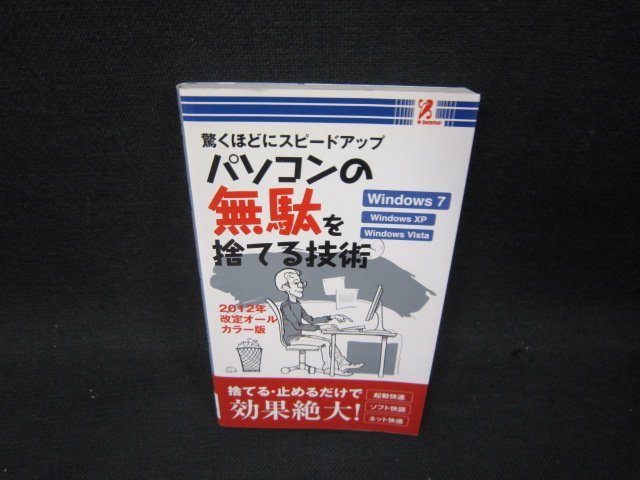 驚くほどにスピードアップ
パソコンの
無駄を
捨てる技術
Windows 7
Windows XP
Windows Vista
2012年
改定オール
カラー版
捨てる・止めるだけで
効果絶大!
起動快速
ソフト快調
ネット快適